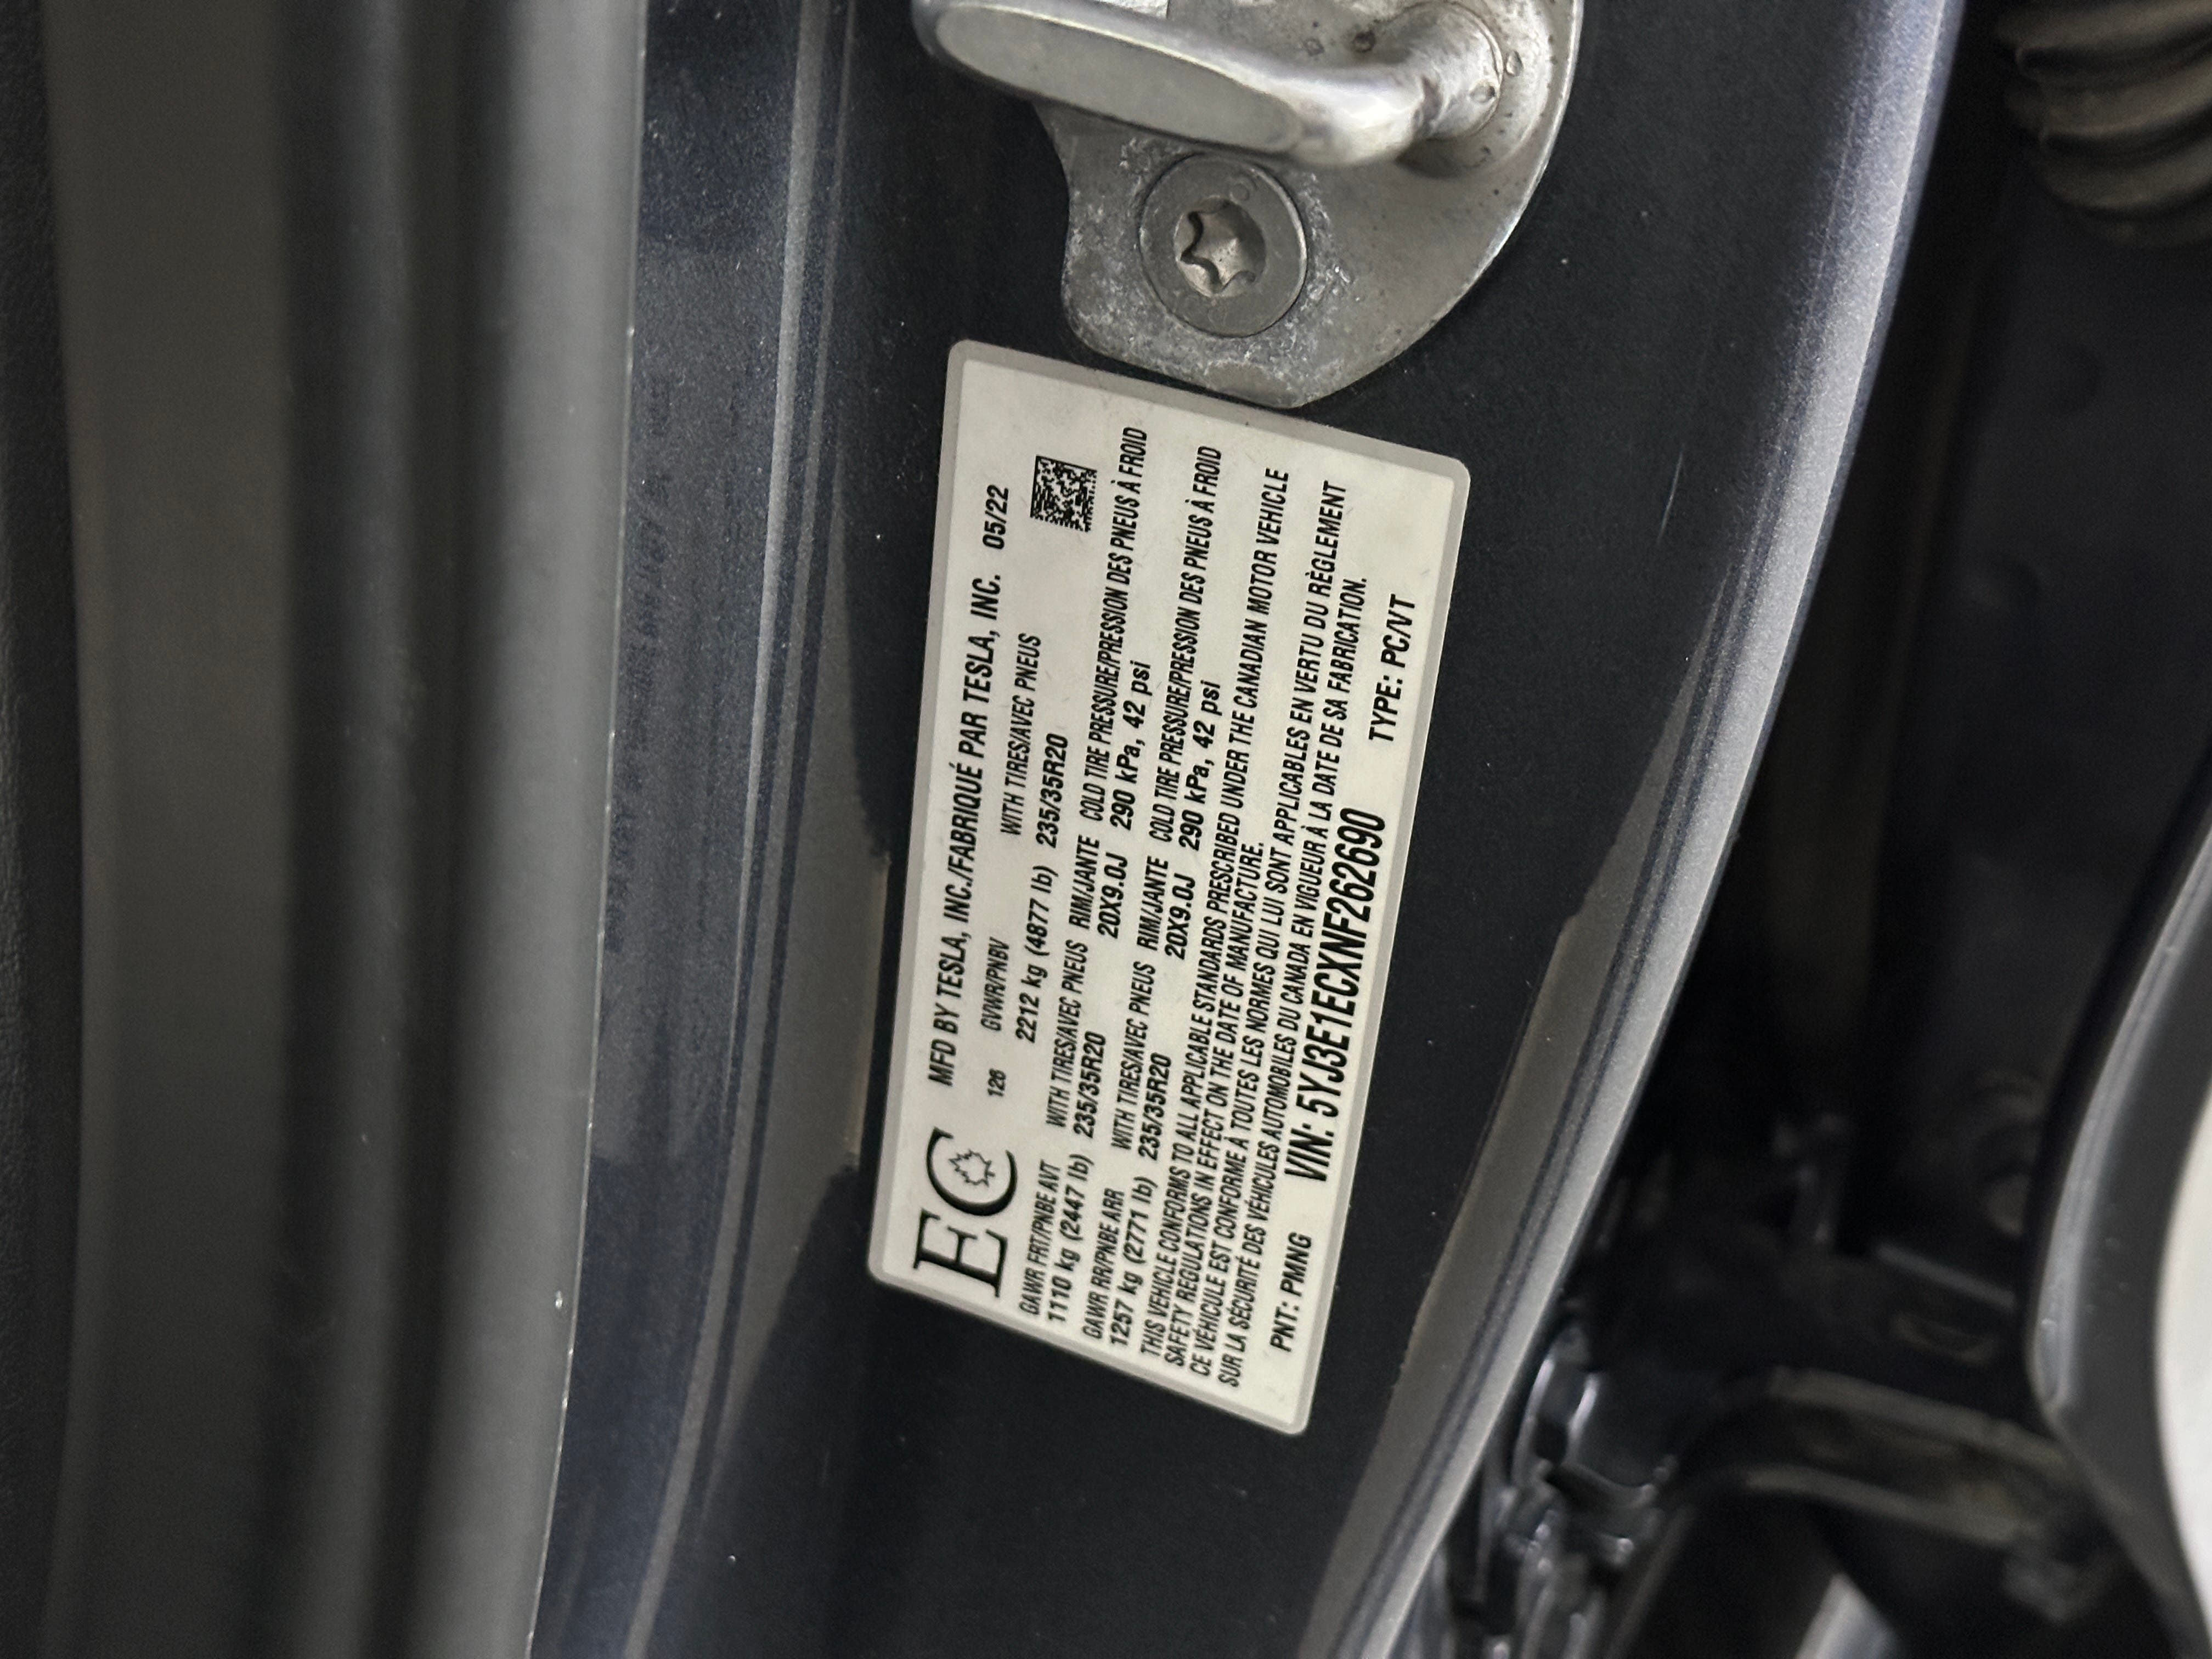 EC MFD BY TESLA, INC./FABRIQUÉ PAR TESLA, INC. 05/22
126 GVWR/PNBV WITH TIRES/AVEC PNEUS
2212 kg (4877 lb) 235/35R20
GAWR FRT/PNBE AVT WITH TIRES/AVEC PNEUS RIM/JANTE COLD TIRE PRESSURE/PRESSION DES PNEUS À FROID
1110 kg (2447 lb) 235/35R20 20X9.0J 290 kPa, 42 psi
GAWR RR/PNBE ARR WITH TIRES/AVEC PNEUS RIM/JANTE COLD TIRE PRESSURE/PRESSION DES PNEUS À FROID
1257 kg (2771 lb) 235/35R20 20X9.0J 290 kPa, 42 psi
THIS VEHICLE CONFORMS TO ALL APPLICABLE STANDARDS PRESCRIBED UNDER THE CANADIAN MOTOR VEHICLE
SAFETY REGULATIONS IN EFFECT ON THE DATE OF MANUFACTURE.
CE VÉHICULE EST CONFORME À TOUTES LES NORMES QUI LUI SONT APPLICABLES EN VERTU DU RÈGLEMENT
SUR LA SÉCURITÉ DES VÉHICULES AUTOMOBILES DU CANADA EN VIGUEUR À LA DATE DE SA FABRICATION.
PNT: PMNG VIN: 5YJ3E1ECXNF262690 TYPE: PC/VT